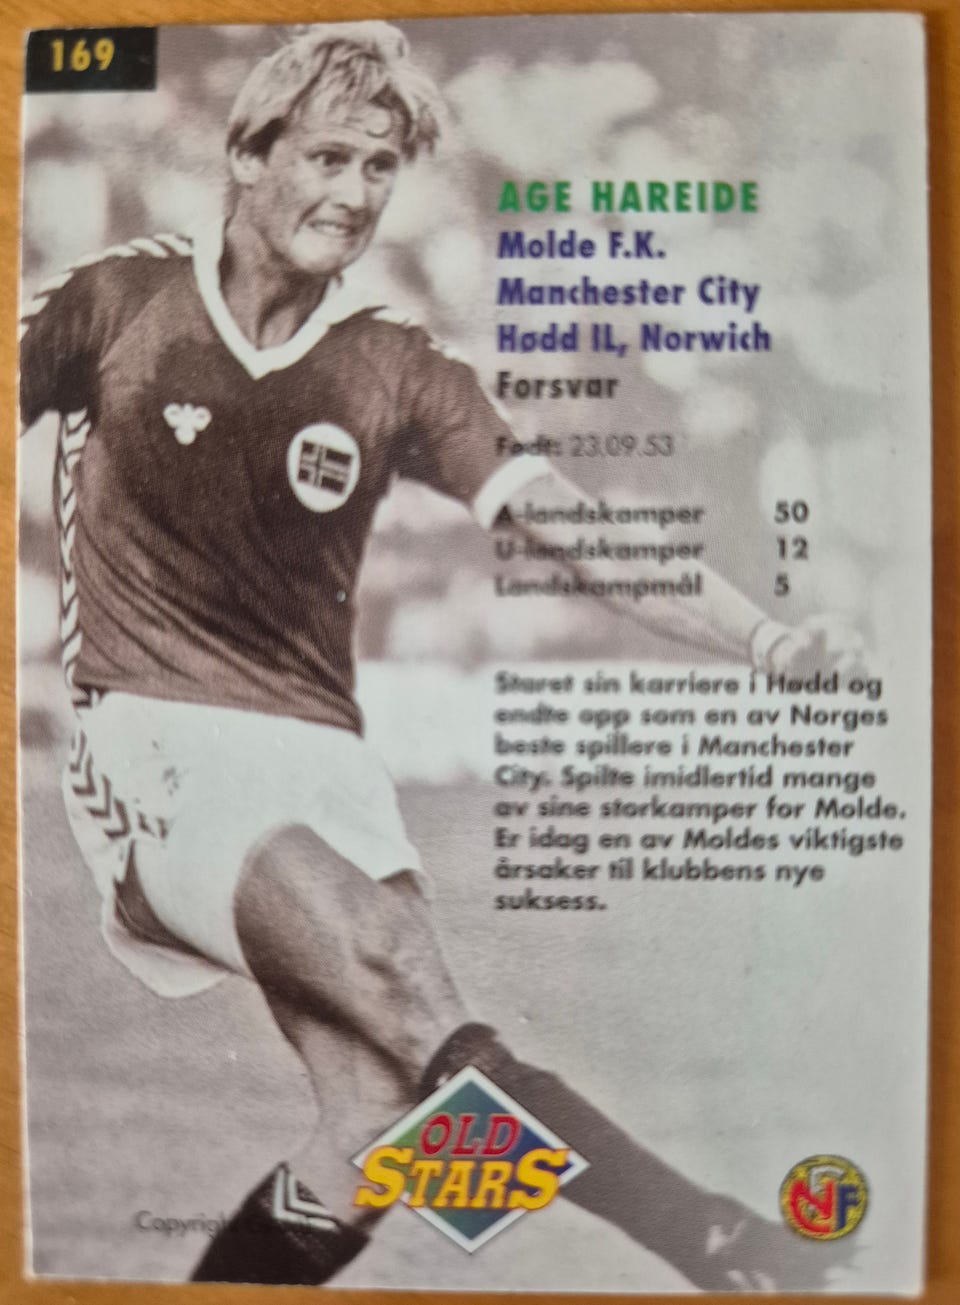 169
AGE HAREIDE
Molde F.K.
Manchester City
Hødd IL, Norwich
Forsvar
Født: 23.09.53
A-landskamper 50
U-landskamper 12
Landskampmål 5
Staret sin karriere i Hødd og
endte opp som en av Norges
beste spillere i Manchester
City. Spilte imidlertid mange
av sine storkamper for Molde.
Er idag en av Moldes viktigste
årsaker til klubbens nye
suksess.
OLD
STARS
NFF
Copyright